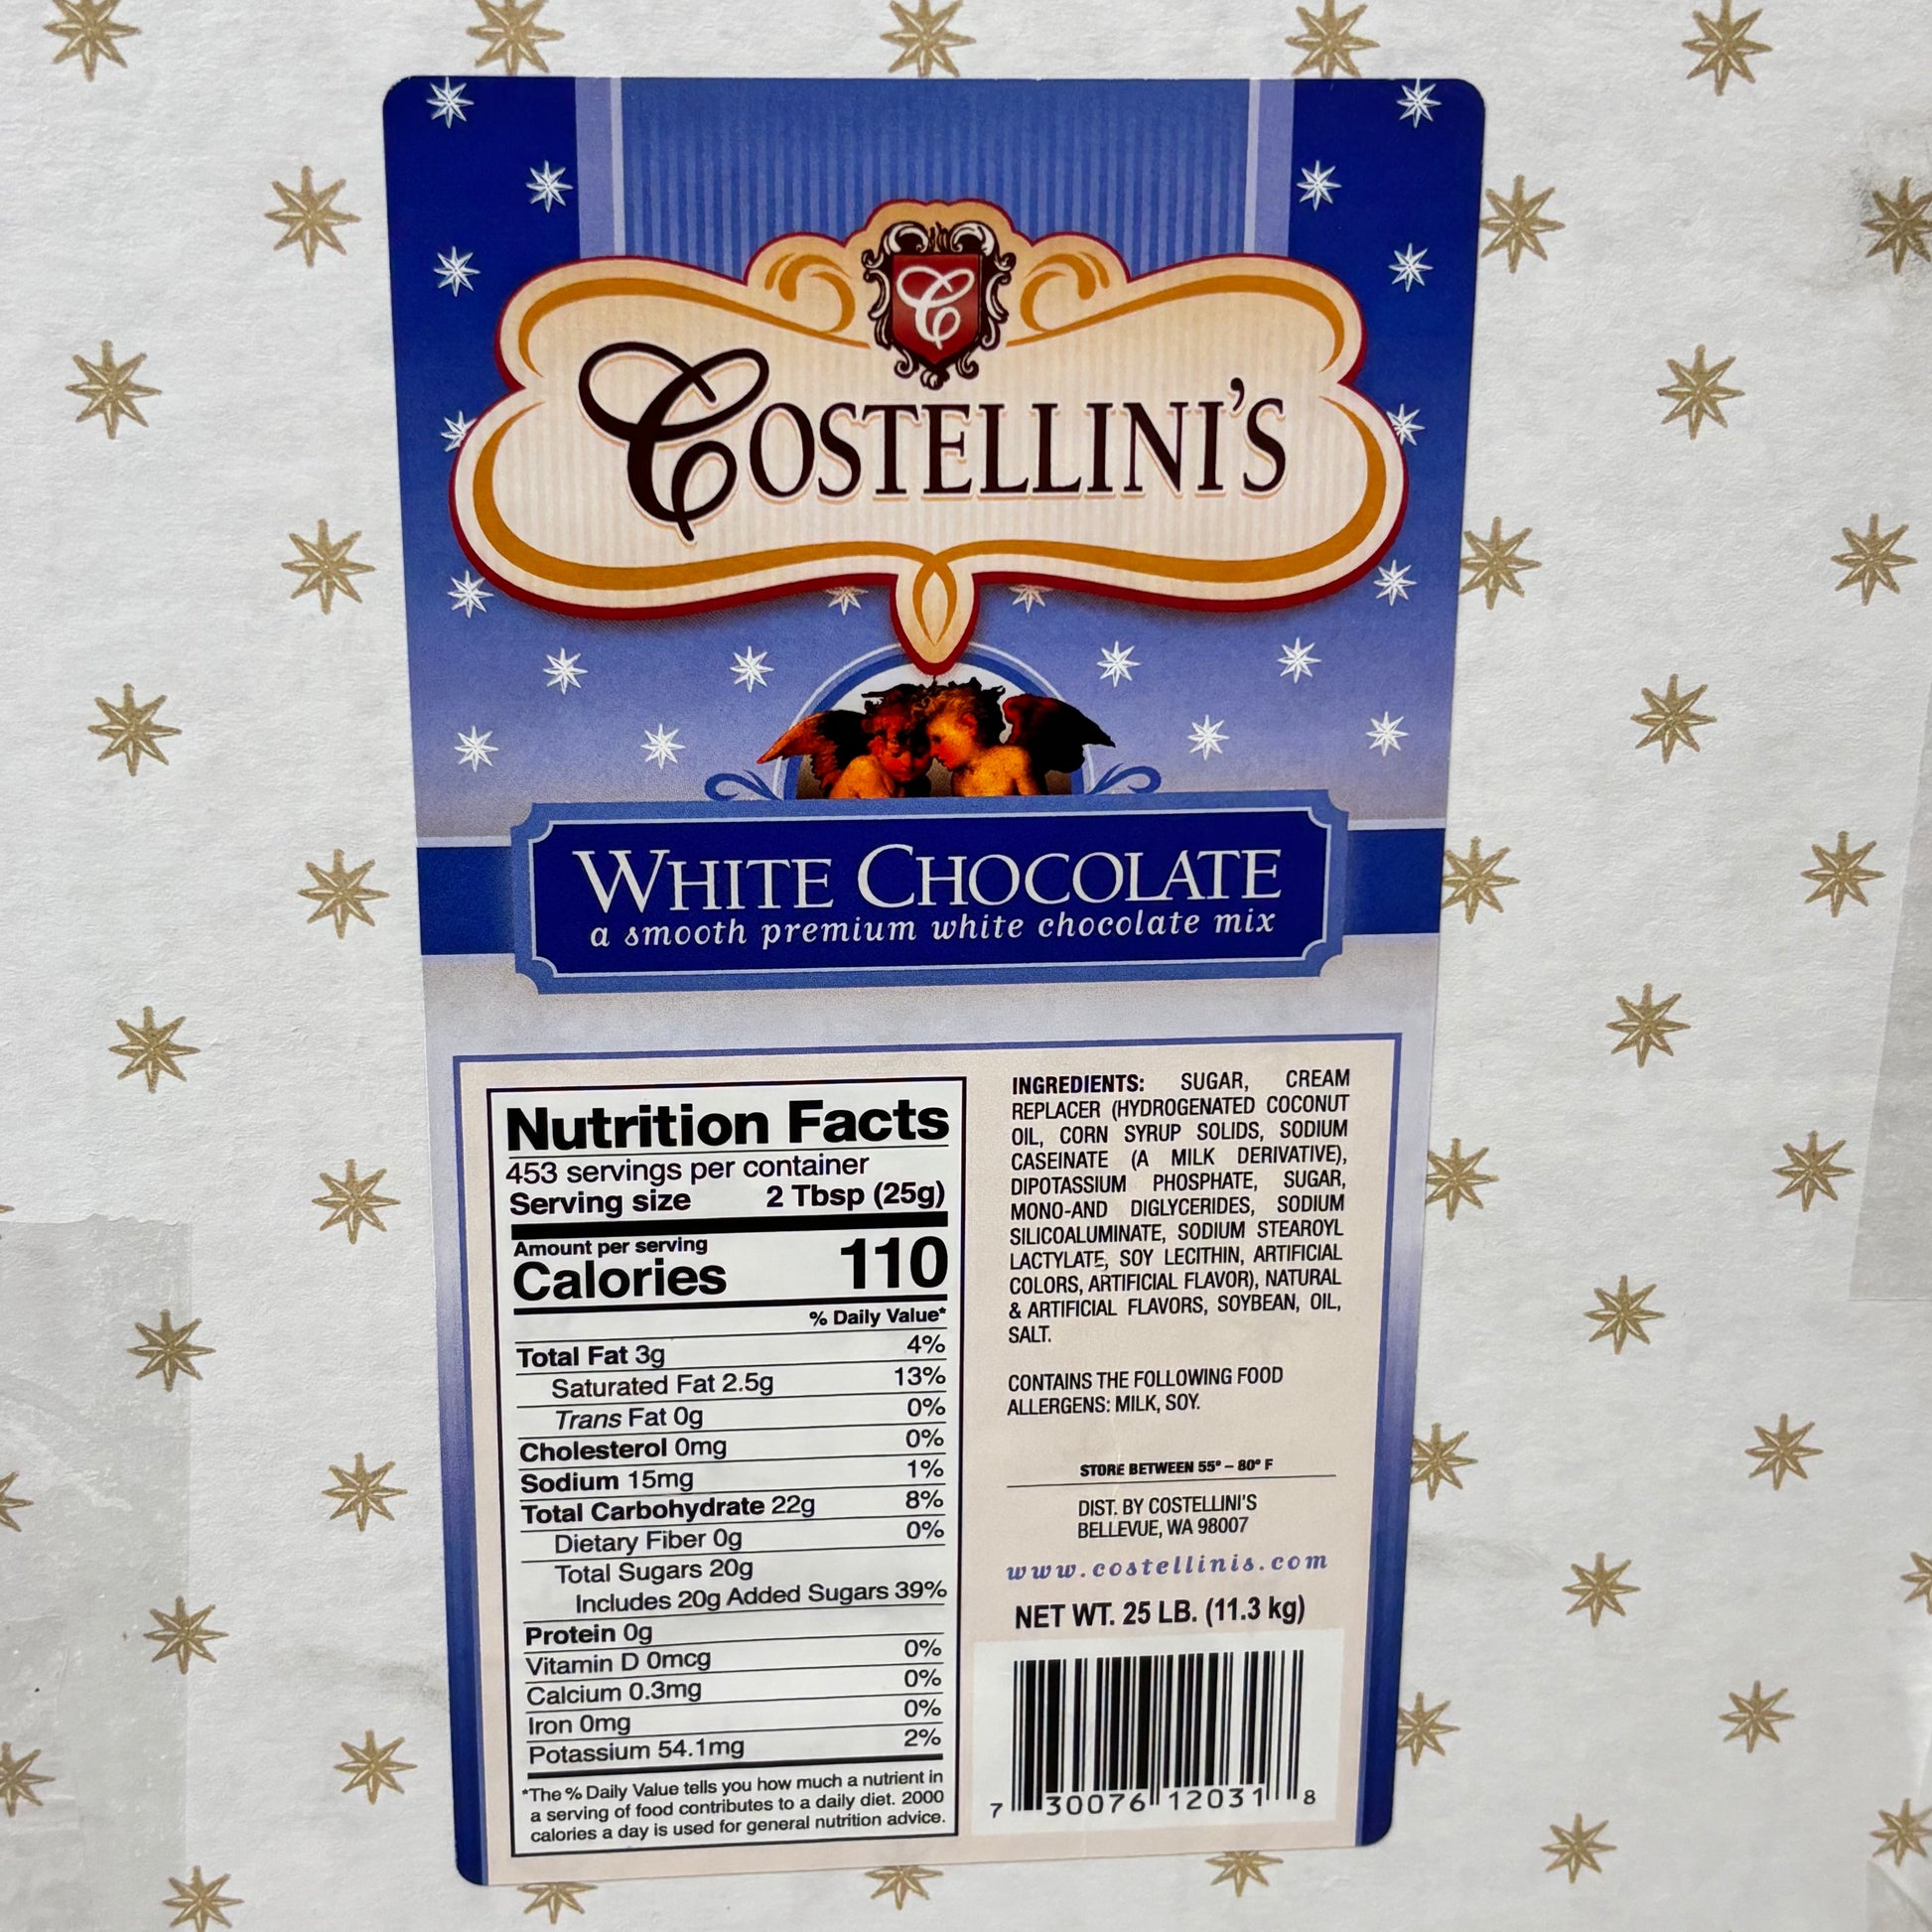 C
COSTELLINI'S
WHITE CHOCOLATE
a smooth premium white chocolate mix
Nutrition Facts
453 servings per container
Serving size 2 Tbsp (25g)
Amount per serving
Calories 110
% Daily Value*
Total Fat 3g 4%
Saturated Fat 2.5g 13%
Trans Fat 0g 0%
Cholesterol 0mg 0%
Sodium 15mg 1%
Total Carbohydrate 22g 8%
Dietary Fiber 0g 0%
Total Sugars 20g
Includes 20g Added Sugars 39%
Protein 0g
Vitamin D 0mcg 0%
Calcium 0.3mg 0%
Iron 0mg 0%
Potassium 54.1mg 2%
*The % Daily Value tells you how much a nutrient in
a serving of food contributes to a daily diet. 2000
calories a day is used for general nutrition advice.
INGREDIENTS: SUGAR, CREAM
REPLACER (HYDROGENATED COCONUT
OIL, CORN SYRUP SOLIDS, SODIUM
CASEINATE (A MILK DERIVATIVE),
DIPOTASSIUM PHOSPHATE, SUGAR,
MONO-AND DIGLYCERIDES, SODIUM
SILICOALUMINATE, SODIUM STEAROYL
LACTYLATE, SOY LECITHIN, ARTIFICIAL
COLORS, ARTIFICIAL FLAVOR), NATURAL
& ARTIFICIAL FLAVORS, SOYBEAN, OIL,
SALT.
CONTAINS THE FOLLOWING FOOD
ALLERGENS: MILK, SOY.
STORE BETWEEN 55° – 80° F
DIST. BY COSTELLINI'S
BELLEVUE, WA 98007
www.costellinis.com
NET WT. 25 LB. (11.3 kg)
7 30076 12031 8